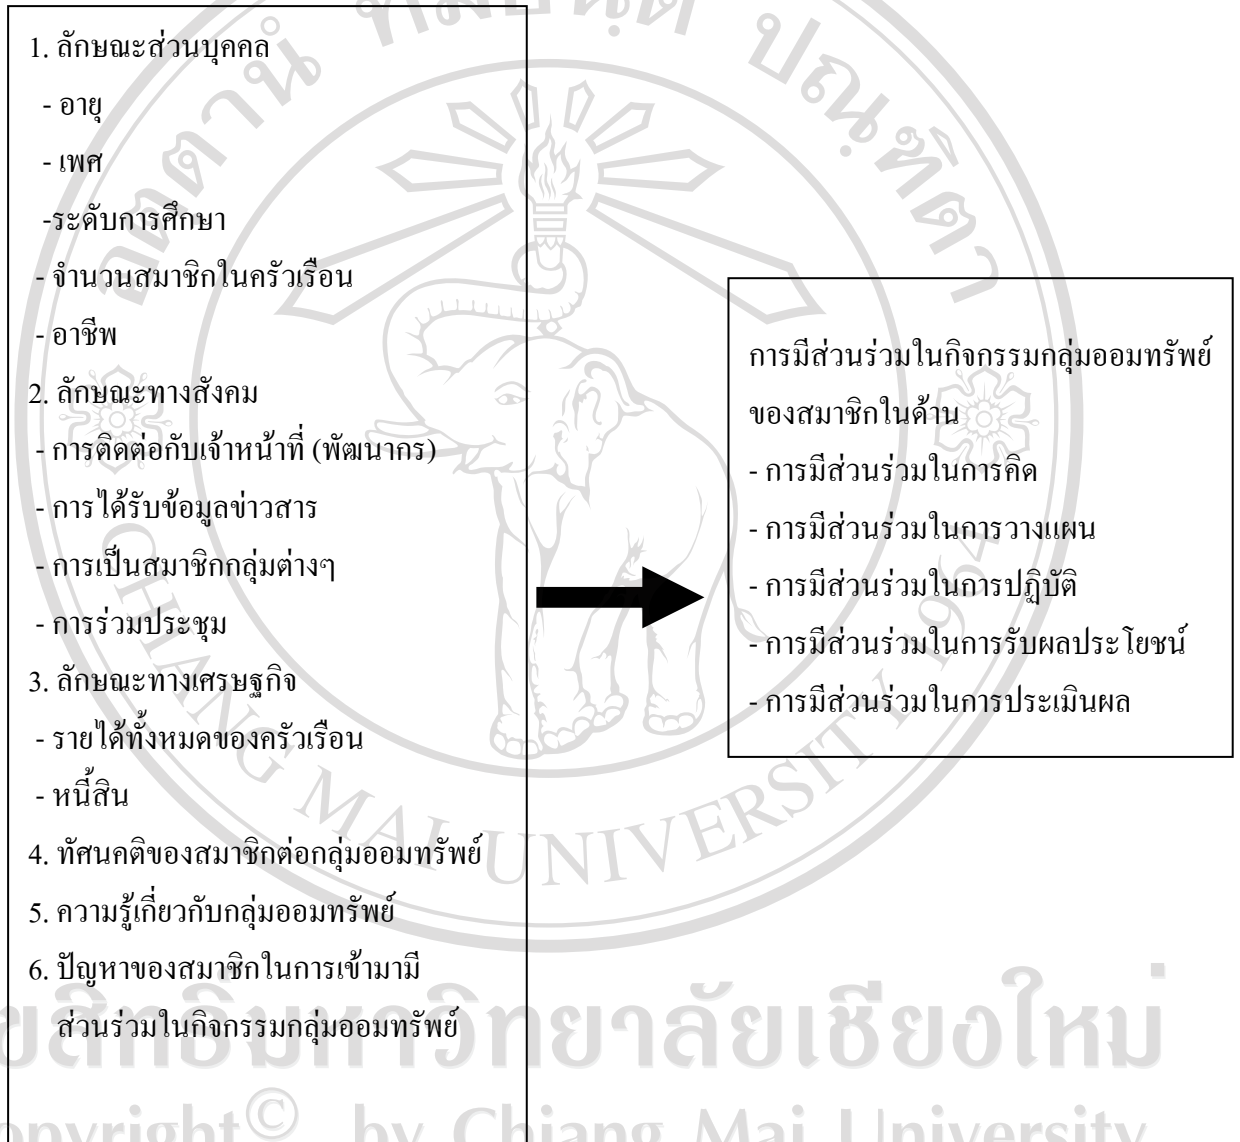 1. ลักษณะส่วนบุคคล
- อายุ
- เพศ
-ระดับการศึกษา
- จำนวนสมาชิกในครัวเรือน
- อาชีพ
2. ลักษณะทางสังคม
- การติดต่อกับเจ้าหน้าที่ (พัฒนากร)
- การได้รับข้อมูลข่าวสาร
- การเป็นสมาชิกกลุ่มต่างๆ
- การร่วมประชุม
3. ลักษณะทางเศรษฐกิจ
- รายได้ทั้งหมดของครัวเรือน
- หนี้สิน
4. ทัศนคติของสมาชิกต่อกลุ่มออมทรัพย์
5. ความรู้เกี่ยวกับกลุ่มออมทรัพย์
6. ปัญหาของสมาชิกในการเข้ามามี
ส่วนร่วมในกิจกรรมกลุ่มออมทรัพย์
การมีส่วนร่วมในกิจกรรมกลุ่มออมทรัพย์
ของสมาชิกในด้าน
- การมีส่วนร่วมในการคิด
- การมีส่วนร่วมในการวางแผน
- การมีส่วนร่วมในการปฏิบัติ
- การมีส่วนร่วมในการรับผลประโยชน์
- การมีส่วนร่วมในการประเมินผล
CHIANG MAI UNIVERSITY 1964
by Chiang Mai University